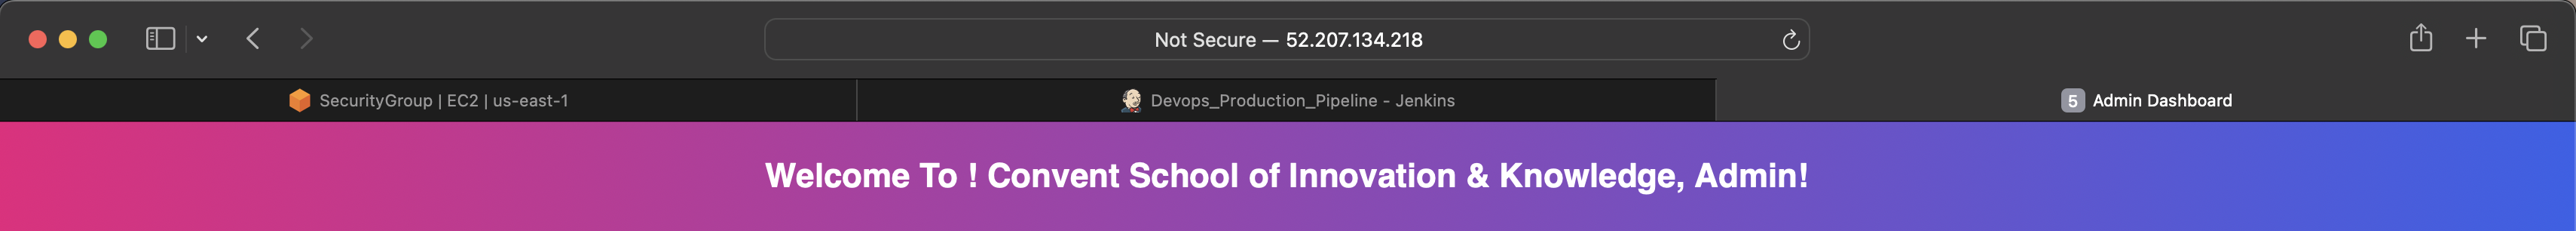 Not Secure — 52.207.134.218
SecurityGroup | EC2 | us-east-1
Devops_Production_Pipeline - Jenkins
5 Admin Dashboard
Welcome To ! Convent School of Innovation & Knowledge, Admin!